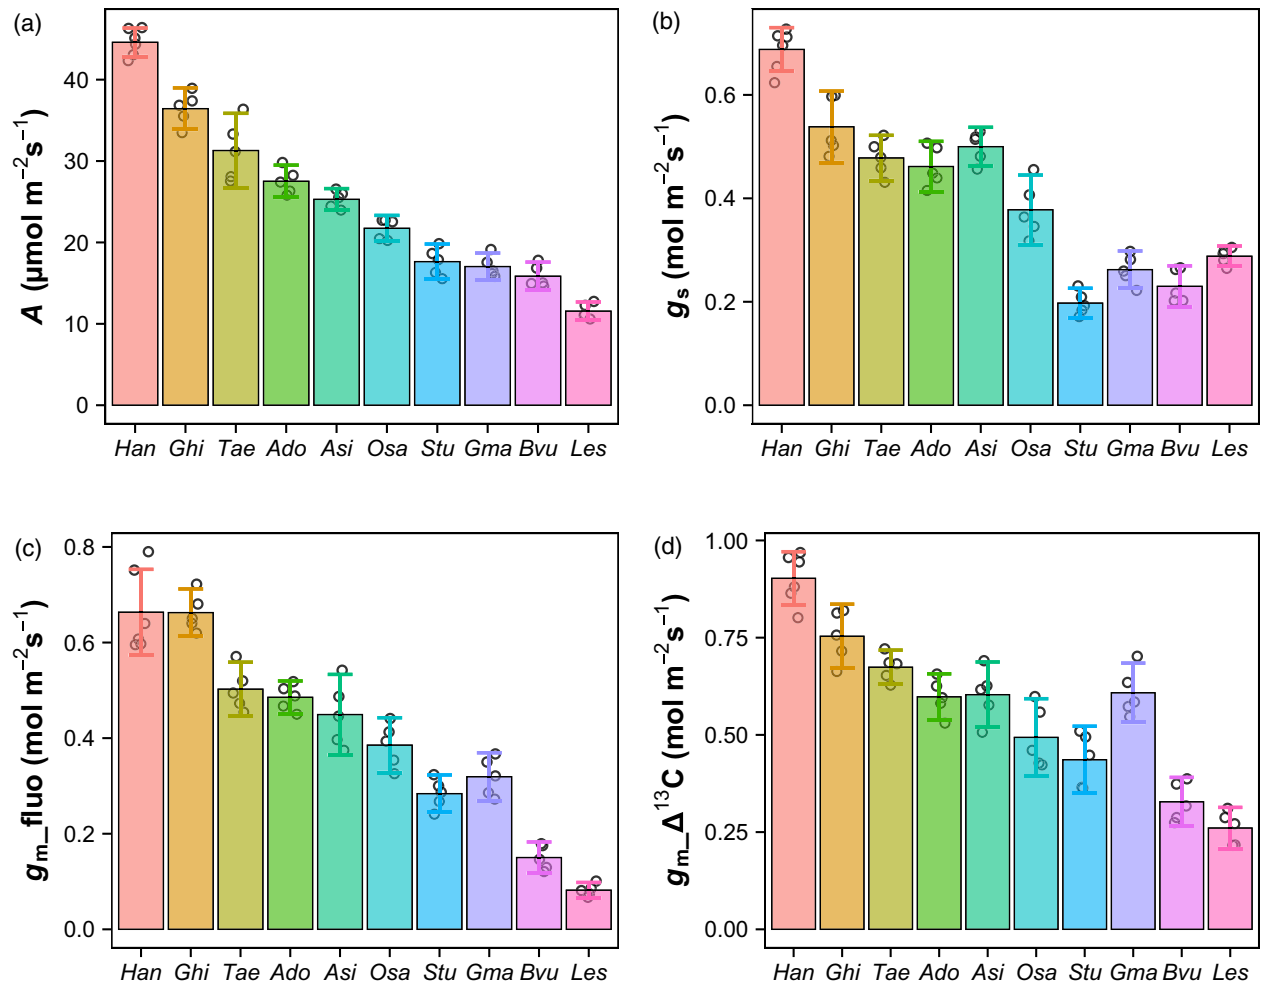 (a)
A (μmol m⁻²s⁻¹)
40
30
20
10
0
Han Ghi Tae Ado Asi Osa Stu Gma Bvu Les
(b)
gₛ (mol m⁻²s⁻¹)
0.6
0.4
0.2
0.0
Han Ghi Tae Ado Asi Osa Stu Gma Bvu Les
(c)
gₘ_fluo (mol m⁻²s⁻¹)
0.8
0.6
0.4
0.2
0.0
Han Ghi Tae Ado Asi Osa Stu Gma Bvu Les
(d)
gₘ_Δ¹³C (mol m⁻²s⁻¹)
1.00
0.75
0.50
0.25
0.00
Han Ghi Tae Ado Asi Osa Stu Gma Bvu Les